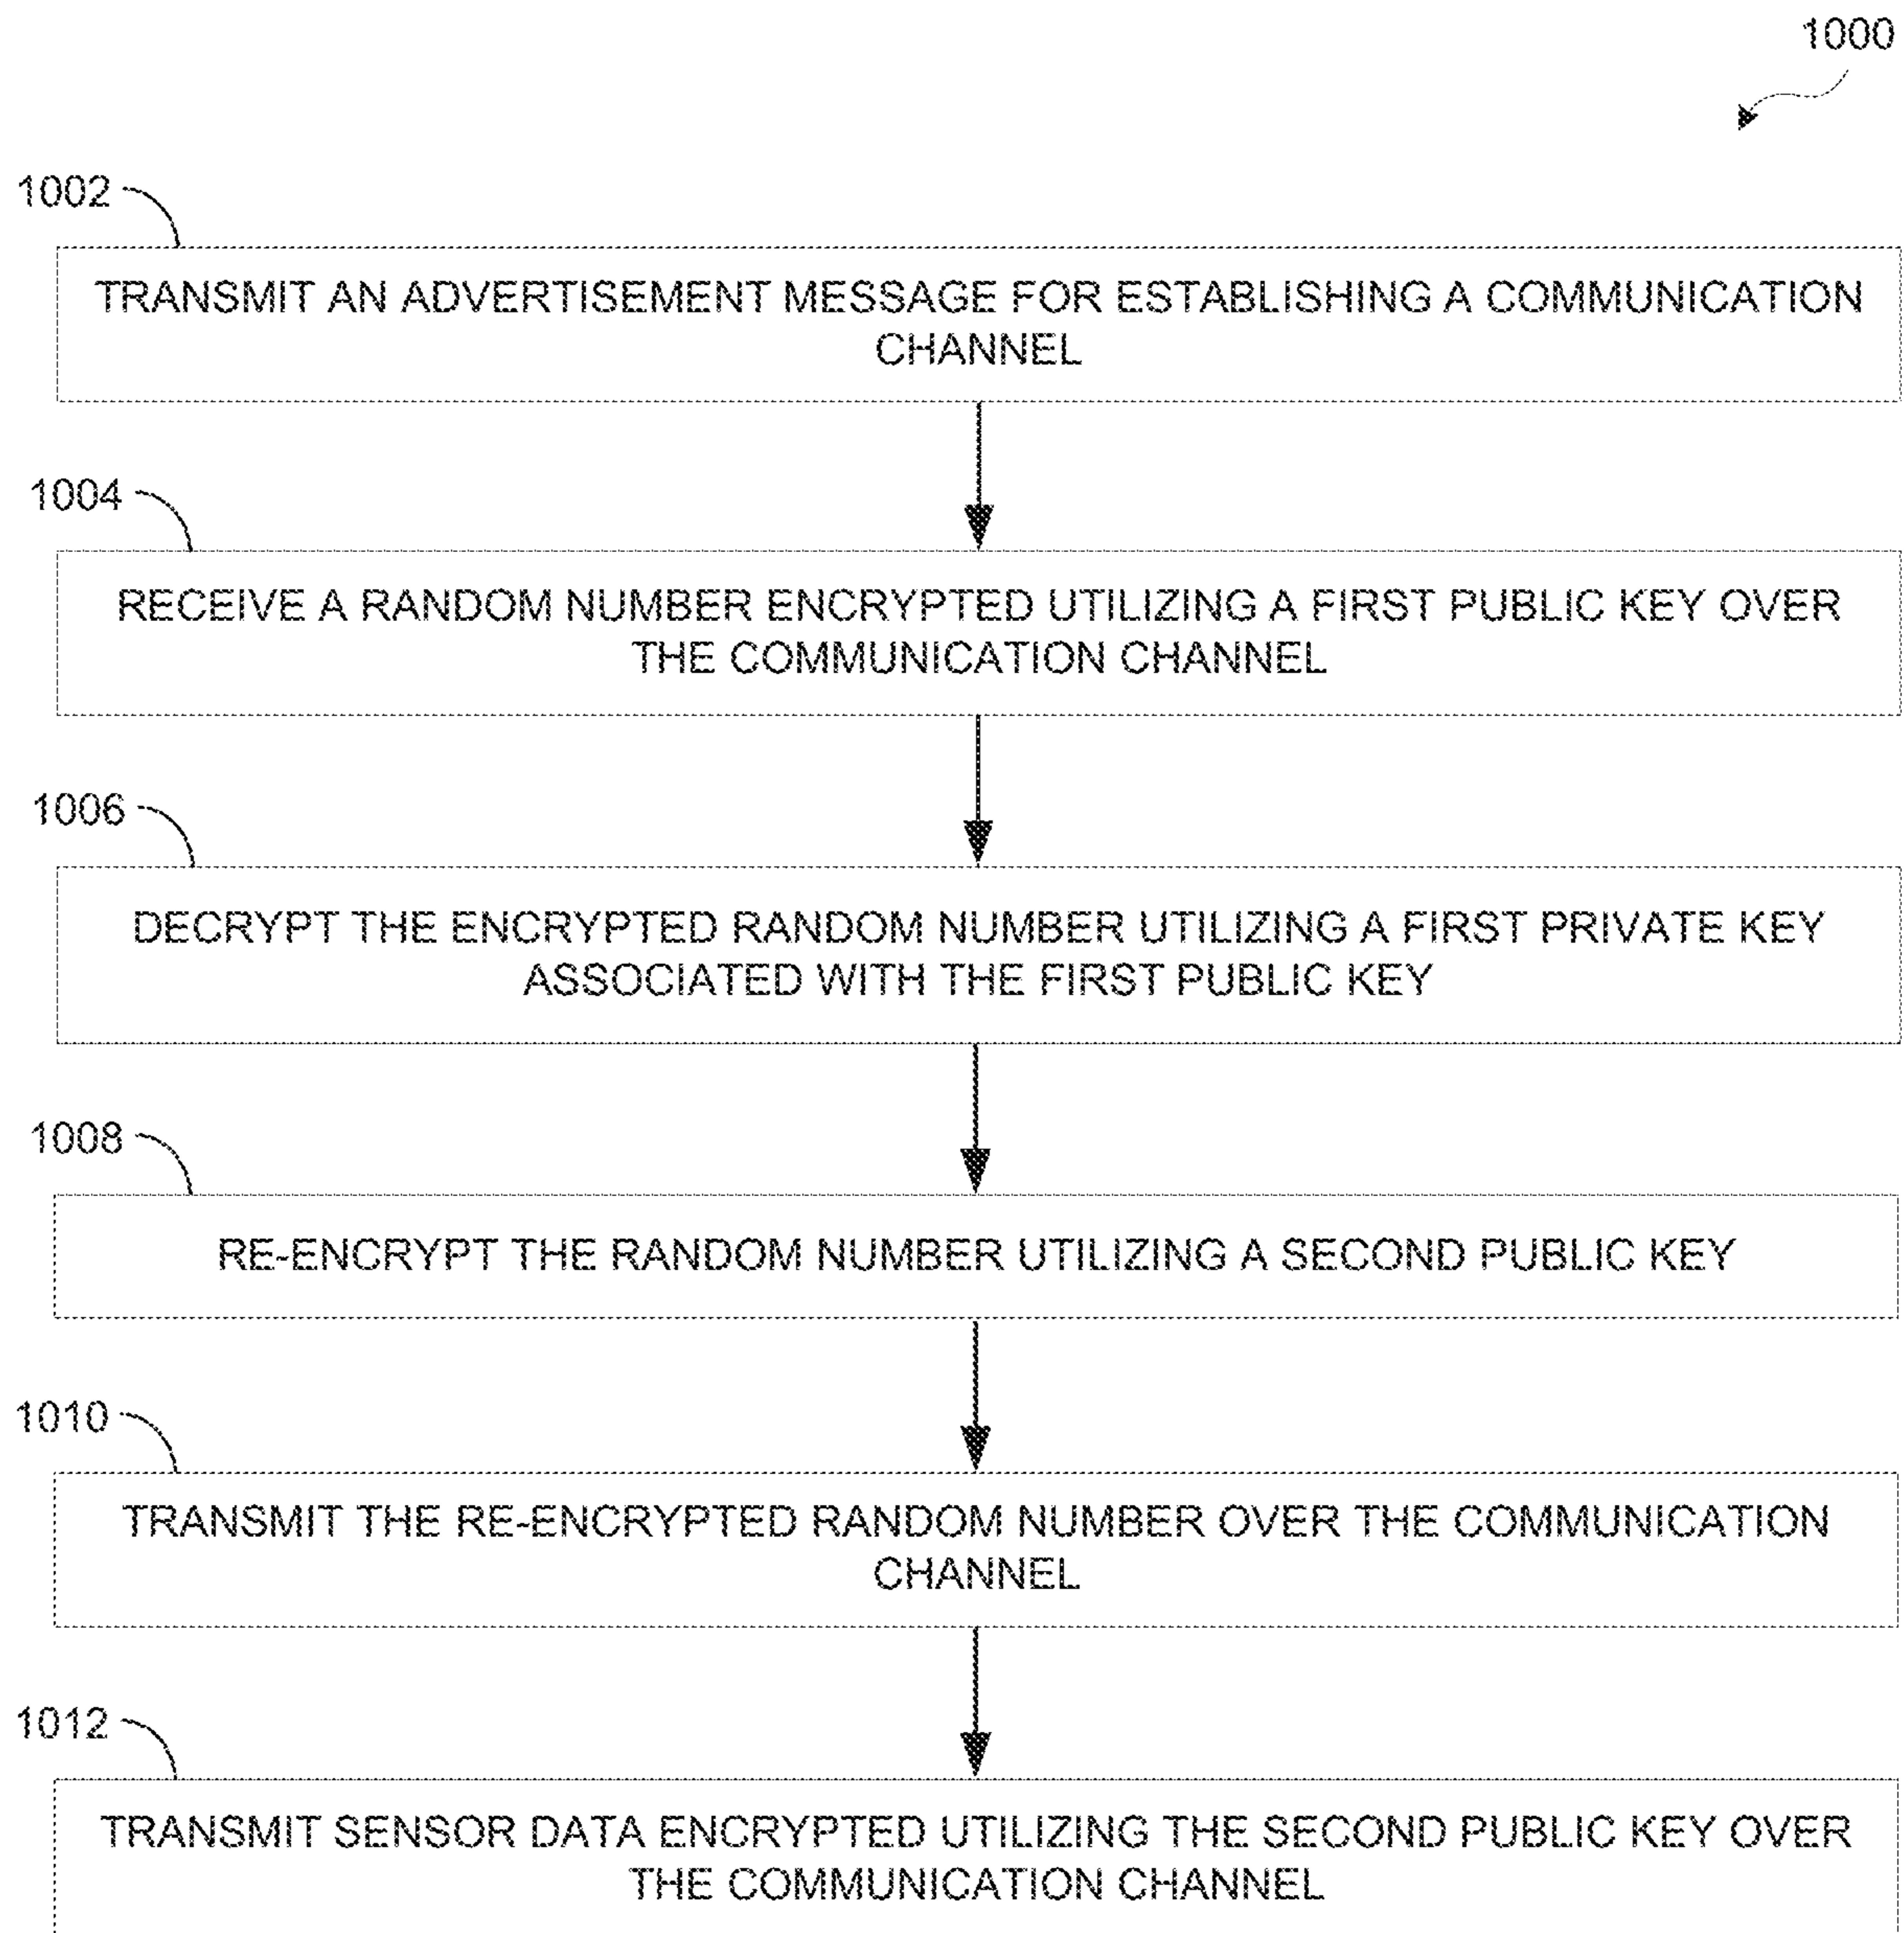 1000
1002
TRANSMIT AN ADVERTISEMENT MESSAGE FOR ESTABLISHING A COMMUNICATION
CHANNEL
1004
RECEIVE A RANDOM NUMBER ENCRYPTED UTILIZING A FIRST PUBLIC KEY OVER
THE COMMUNICATION CHANNEL
1006
DECRYPT THE ENCRYPTED RANDOM NUMBER UTILIZING A FIRST PRIVATE KEY
ASSOCIATED WITH THE FIRST PUBLIC KEY
1008
RE-ENCRYPT THE RANDOM NUMBER UTILIZING A SECOND PUBLIC KEY
1010
TRANSMIT THE RE-ENCRYPTED RANDOM NUMBER OVER THE COMMUNICATION
CHANNEL
1012
TRANSMIT SENSOR DATA ENCRYPTED UTILIZING THE SECOND PUBLIC KEY OVER
THE COMMUNICATION CHANNEL